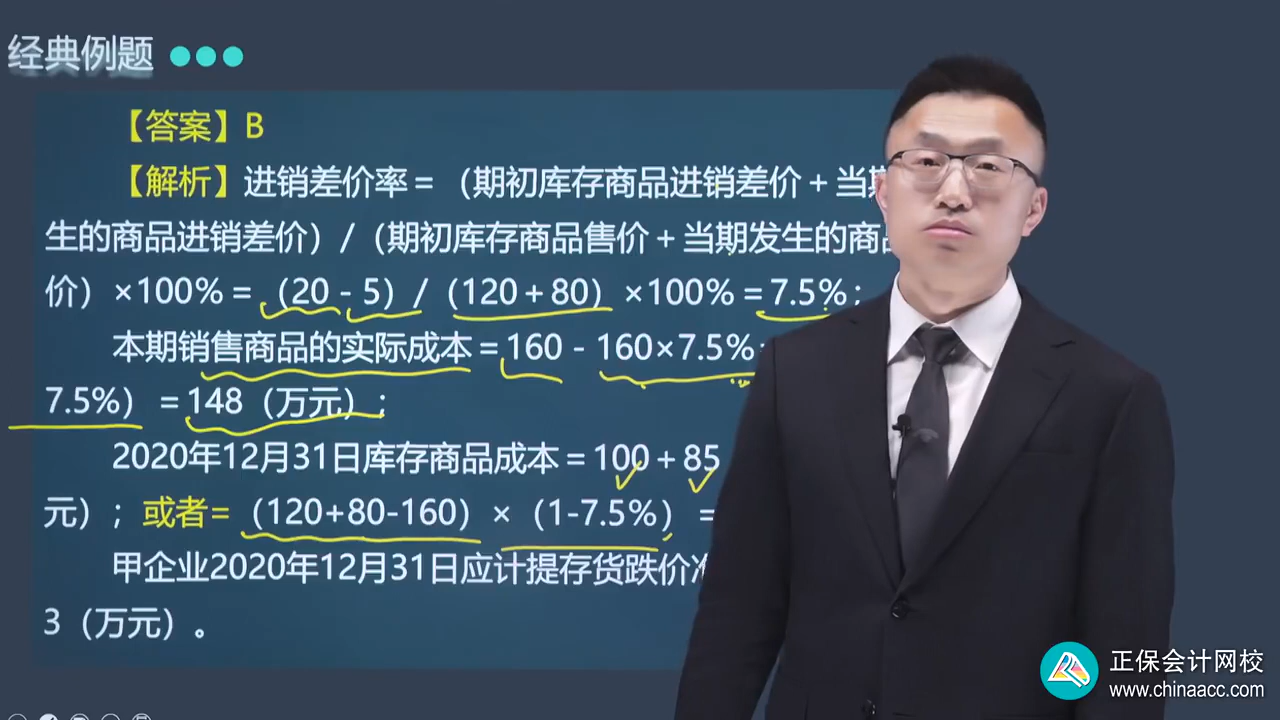 经典例题
【答案】B
【解析】进销差价率＝（期初库存商品进销差价＋当期
生的商品进销差价）/（期初库存商品售价＋当期发生的商品
价）×100%＝（20-5）/（120＋80）×100%＝7.5%；
本期销售商品的实际成本＝160-160×7.5%
7.5%）＝148（万元）；
2020年12月31日库存商品成本＝100＋85
元）；或者=（120+80-160）×（1-7.5%）=
甲企业2020年12月31日应计提存货跌价准
3（万元）。
正保会计网校
www.chinaacc.com